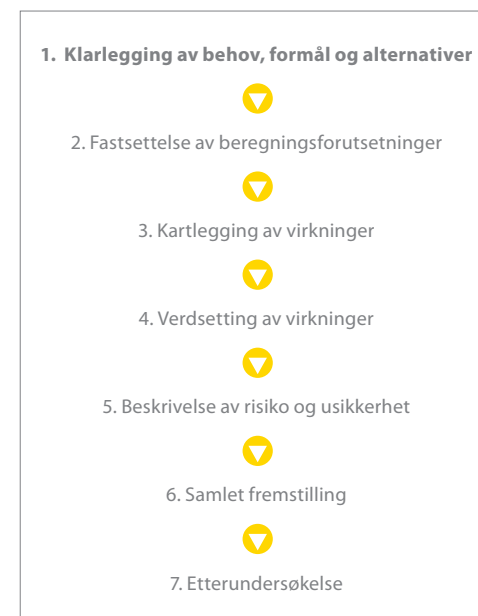 1. Klarlegging av behov, formål og alternativer
2. Fastsettelse av beregningsforutsetninger
3. Kartlegging av virkninger
4. Verdsetting av virkninger
5. Beskrivelse av risiko og usikkerhet
6. Samlet fremstilling
7. Etterundersøkelse